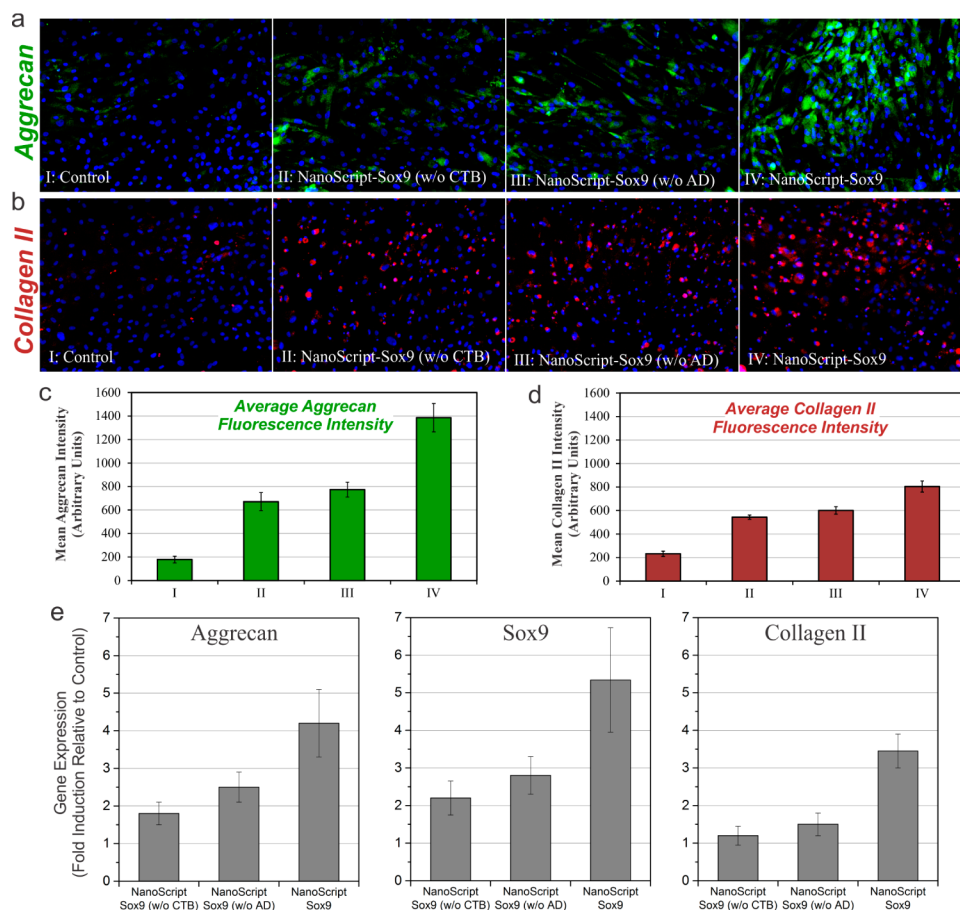 a
Aggrecan
I: Control
II: NanoScript-Sox9 (w/o CTB)
III: NanoScript-Sox9 (w/o AD)
IV: NanoScript-Sox9
b
Collagen II
I: Control
II: NanoScript-Sox9 (w/o CTB)
III: NanoScript-Sox9 (w/o AD)
IV: NanoScript-Sox9
c
Average Aggrecan
Fluorescence Intensity
Mean Aggrecan Intensity
(Arbitrary Units)
1600
1400
1200
1000
800
600
400
200
0
I
II
III
IV
d
Average Collagen II
Fluorescence Intensity
Mean Collagen II Intensity
(Arbitrary Units)
1600
1400
1200
1000
800
600
400
200
0
I
II
III
IV
e
Gene Expression
(Fold Induction Relative to Control)
Aggrecan
7
6
5
4
3
2
1
0
NanoScript
Sox9 (w/o CTB)
NanoScript
Sox9 (w/o AD)
NanoScript
Sox9
Sox9
7
6
5
4
3
2
1
0
NanoScript
Sox9 (w/o CTB)
NanoScript
Sox9 (w/o AD)
NanoScript
Sox9
Collagen II
7
6
5
4
3
2
1
0
NanoScript
Sox9 (w/o CTB)
NanoScript
Sox9 (w/o AD)
NanoScript
Sox9